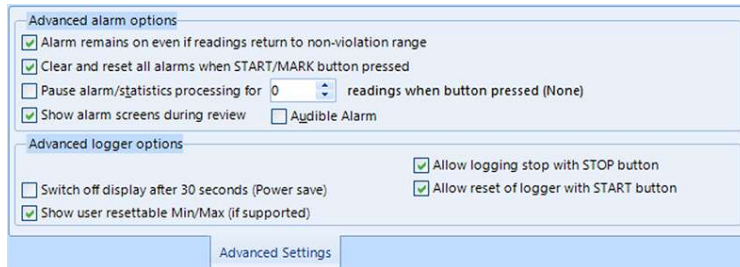 Advanced alarm options
Alarm remains on even if readings return to non-violation range
Clear and reset all alarms when START/MARK button pressed
Pause alarm/statistics processing for 0 readings when button pressed (None)
Show alarm screens during review Audible Alarm
Advanced logger options
Allow logging stop with STOP button
Switch off display after 30 seconds (Power save) Allow reset of logger with START button
Show user resettable Min/Max (if supported)
Advanced Settings